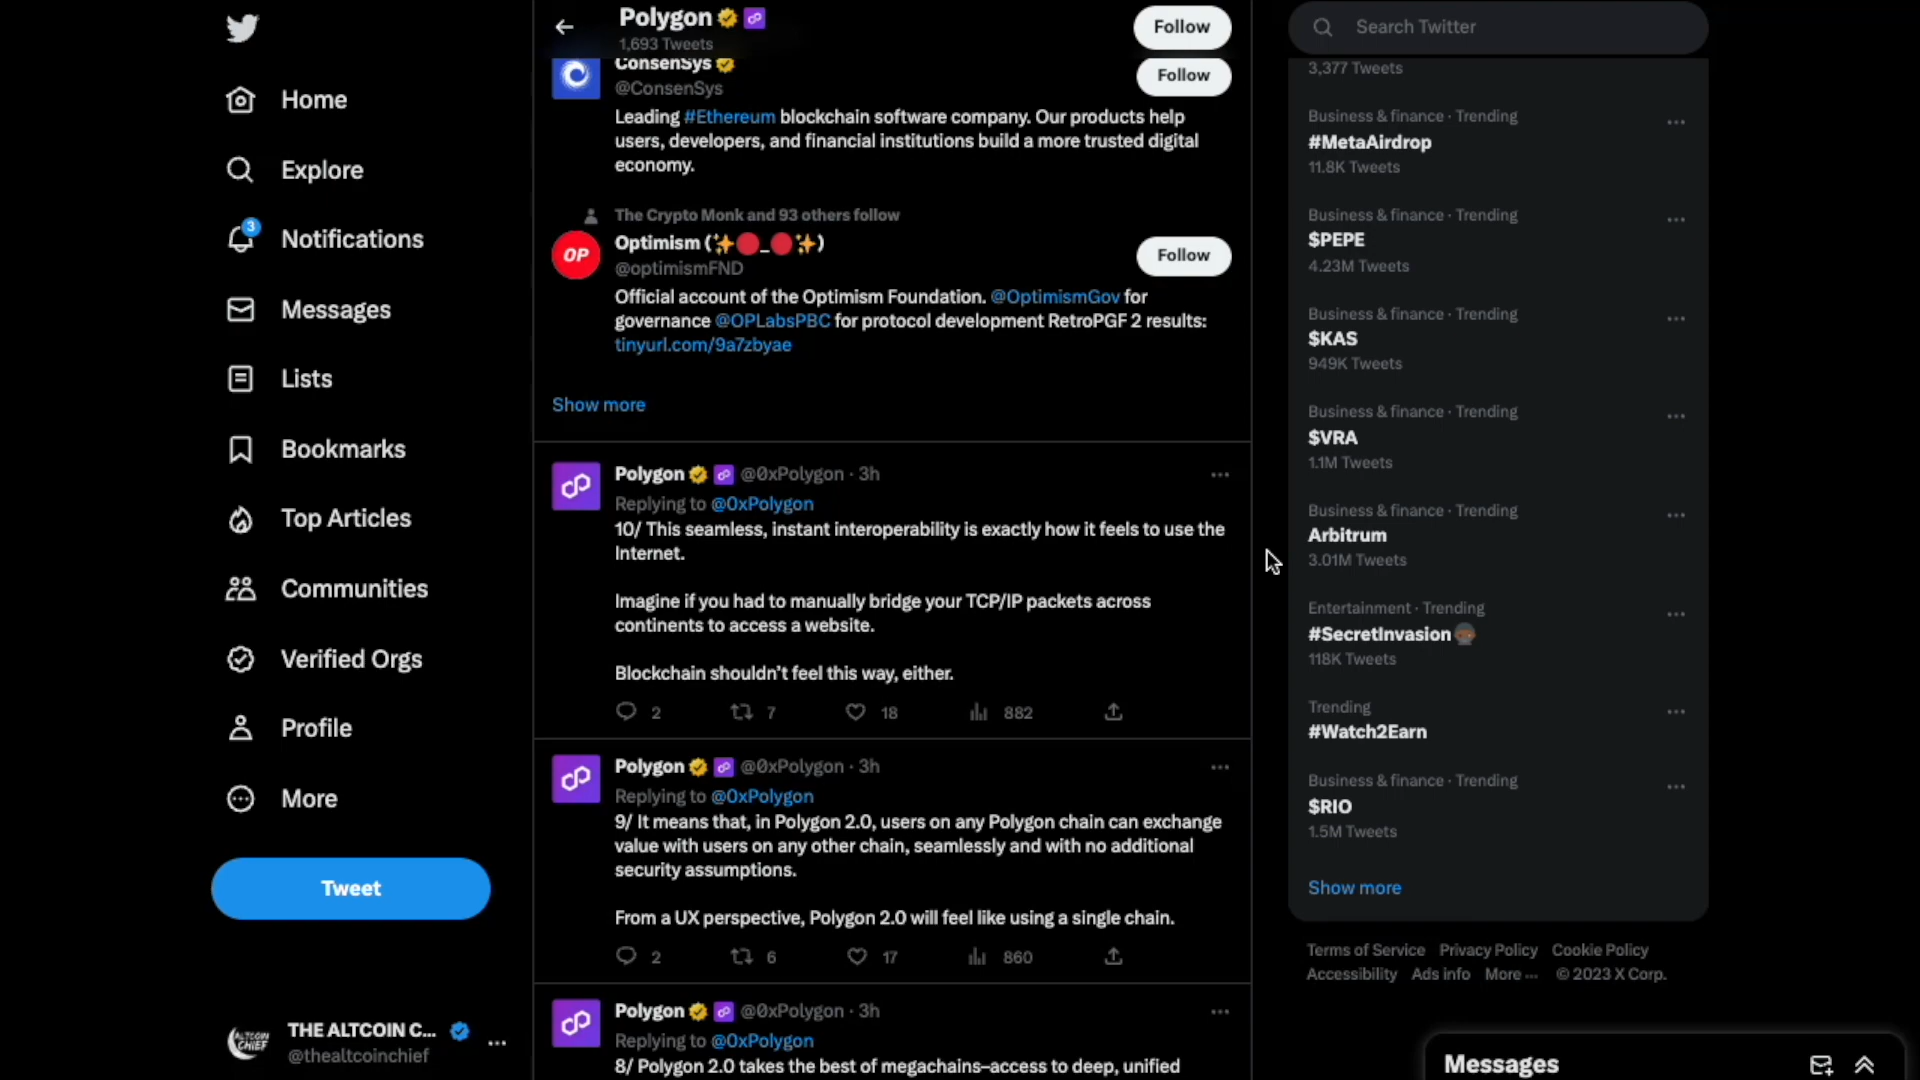 Home
Explore
3
Notifications
Messages
Lists
Bookmarks
Top Articles
Communities
Verified Orgs
Profile
More
Tweet
ALTCOIN
CHIEF
THE ALTCOIN C...
@thealtcoinchief
Polygon
1,693 Tweets
Follow
ConsenSys
@ConsenSys
Follow
Leading #Ethereum blockchain software company. Our products help
users, developers, and financial institutions build a more trusted digital
economy.
The Crypto Monk and 93 others follow
OP
Optimism (✨🔴_🔴✨)
@optimismFND
Follow
Official account of the Optimism Foundation. @OptimismGov for
governance @OPLabsPBC for protocol development RetroPGF 2 results:
tinyurl.com/9a7zbyae
Show more
Polygon @0xPolygon · 3h
Replying to @0xPolygon
10/ This seamless, instant interoperability is exactly how it feels to use the
Internet.
Imagine if you had to manually bridge your TCP/IP packets across
continents to access a website.
Blockchain shouldn’t feel this way, either.
2 7 18 882
Polygon @0xPolygon · 3h
Replying to @0xPolygon
9/ It means that, in Polygon 2.0, users on any Polygon chain can exchange
value with users on any other chain, seamlessly and with no additional
security assumptions.
From a UX perspective, Polygon 2.0 will feel like using a single chain.
2 6 17 860
Polygon @0xPolygon · 3h
Replying to @0xPolygon
8/ Polygon 2.0 takes the best of megachains–access to deep, unified
Search Twitter
3,377 Tweets
Business & finance · Trending
#MetaAirdrop
11.8K Tweets
Business & finance · Trending
$PEPE
4.23M Tweets
Business & finance · Trending
$KAS
949K Tweets
Business & finance · Trending
$VRA
1.1M Tweets
Business & finance · Trending
Arbitrum
3.01M Tweets
Entertainment · Trending
#SecretInvasion
118K Tweets
Trending
#Watch2Earn
Business & finance · Trending
$RIO
1.5M Tweets
Show more
Terms of Service Privacy Policy Cookie Policy
Accessibility Ads info More ··· © 2023 X Corp.
Messages